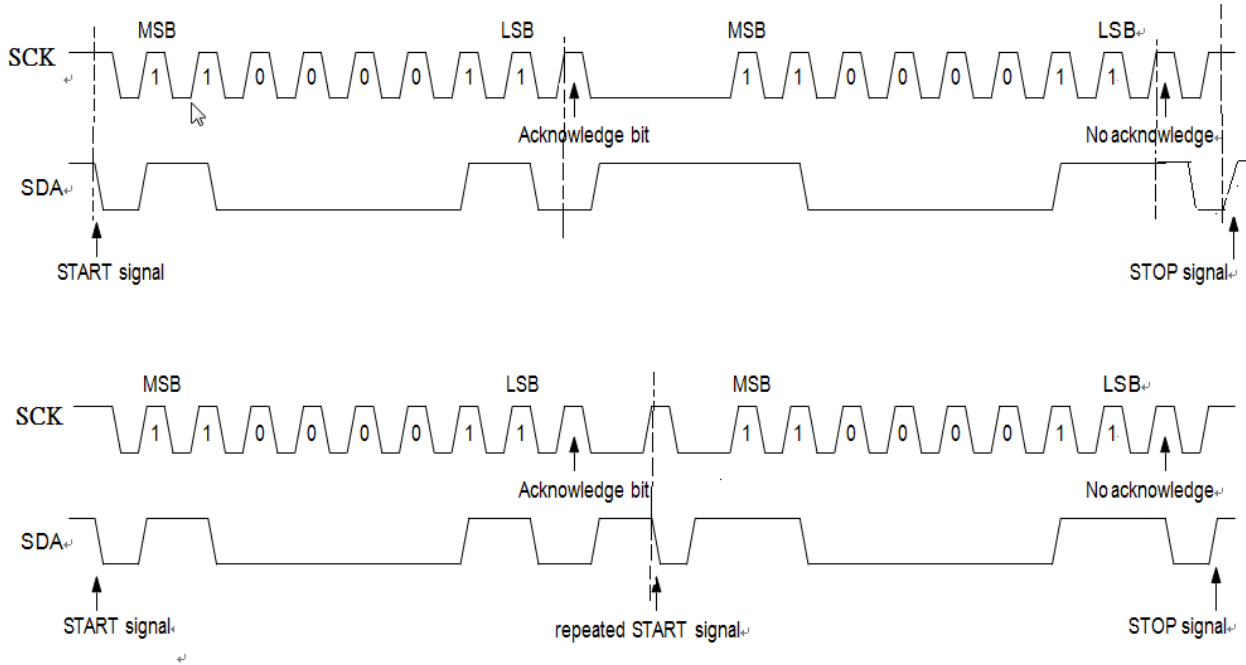 MSB LSB MSB LSB
SCK
1 1 0 0 0 0 1 1 1 1 0 0 0 0 1 1
Acknowledge bit No acknowledge
SDA
START signal STOP signal
MSB LSB MSB LSB
SCK
1 1 0 0 0 0 1 1 1 1 0 0 0 0 1 1
Acknowledge bit No acknowledge
SDA
START signal repeated START signal STOP signal